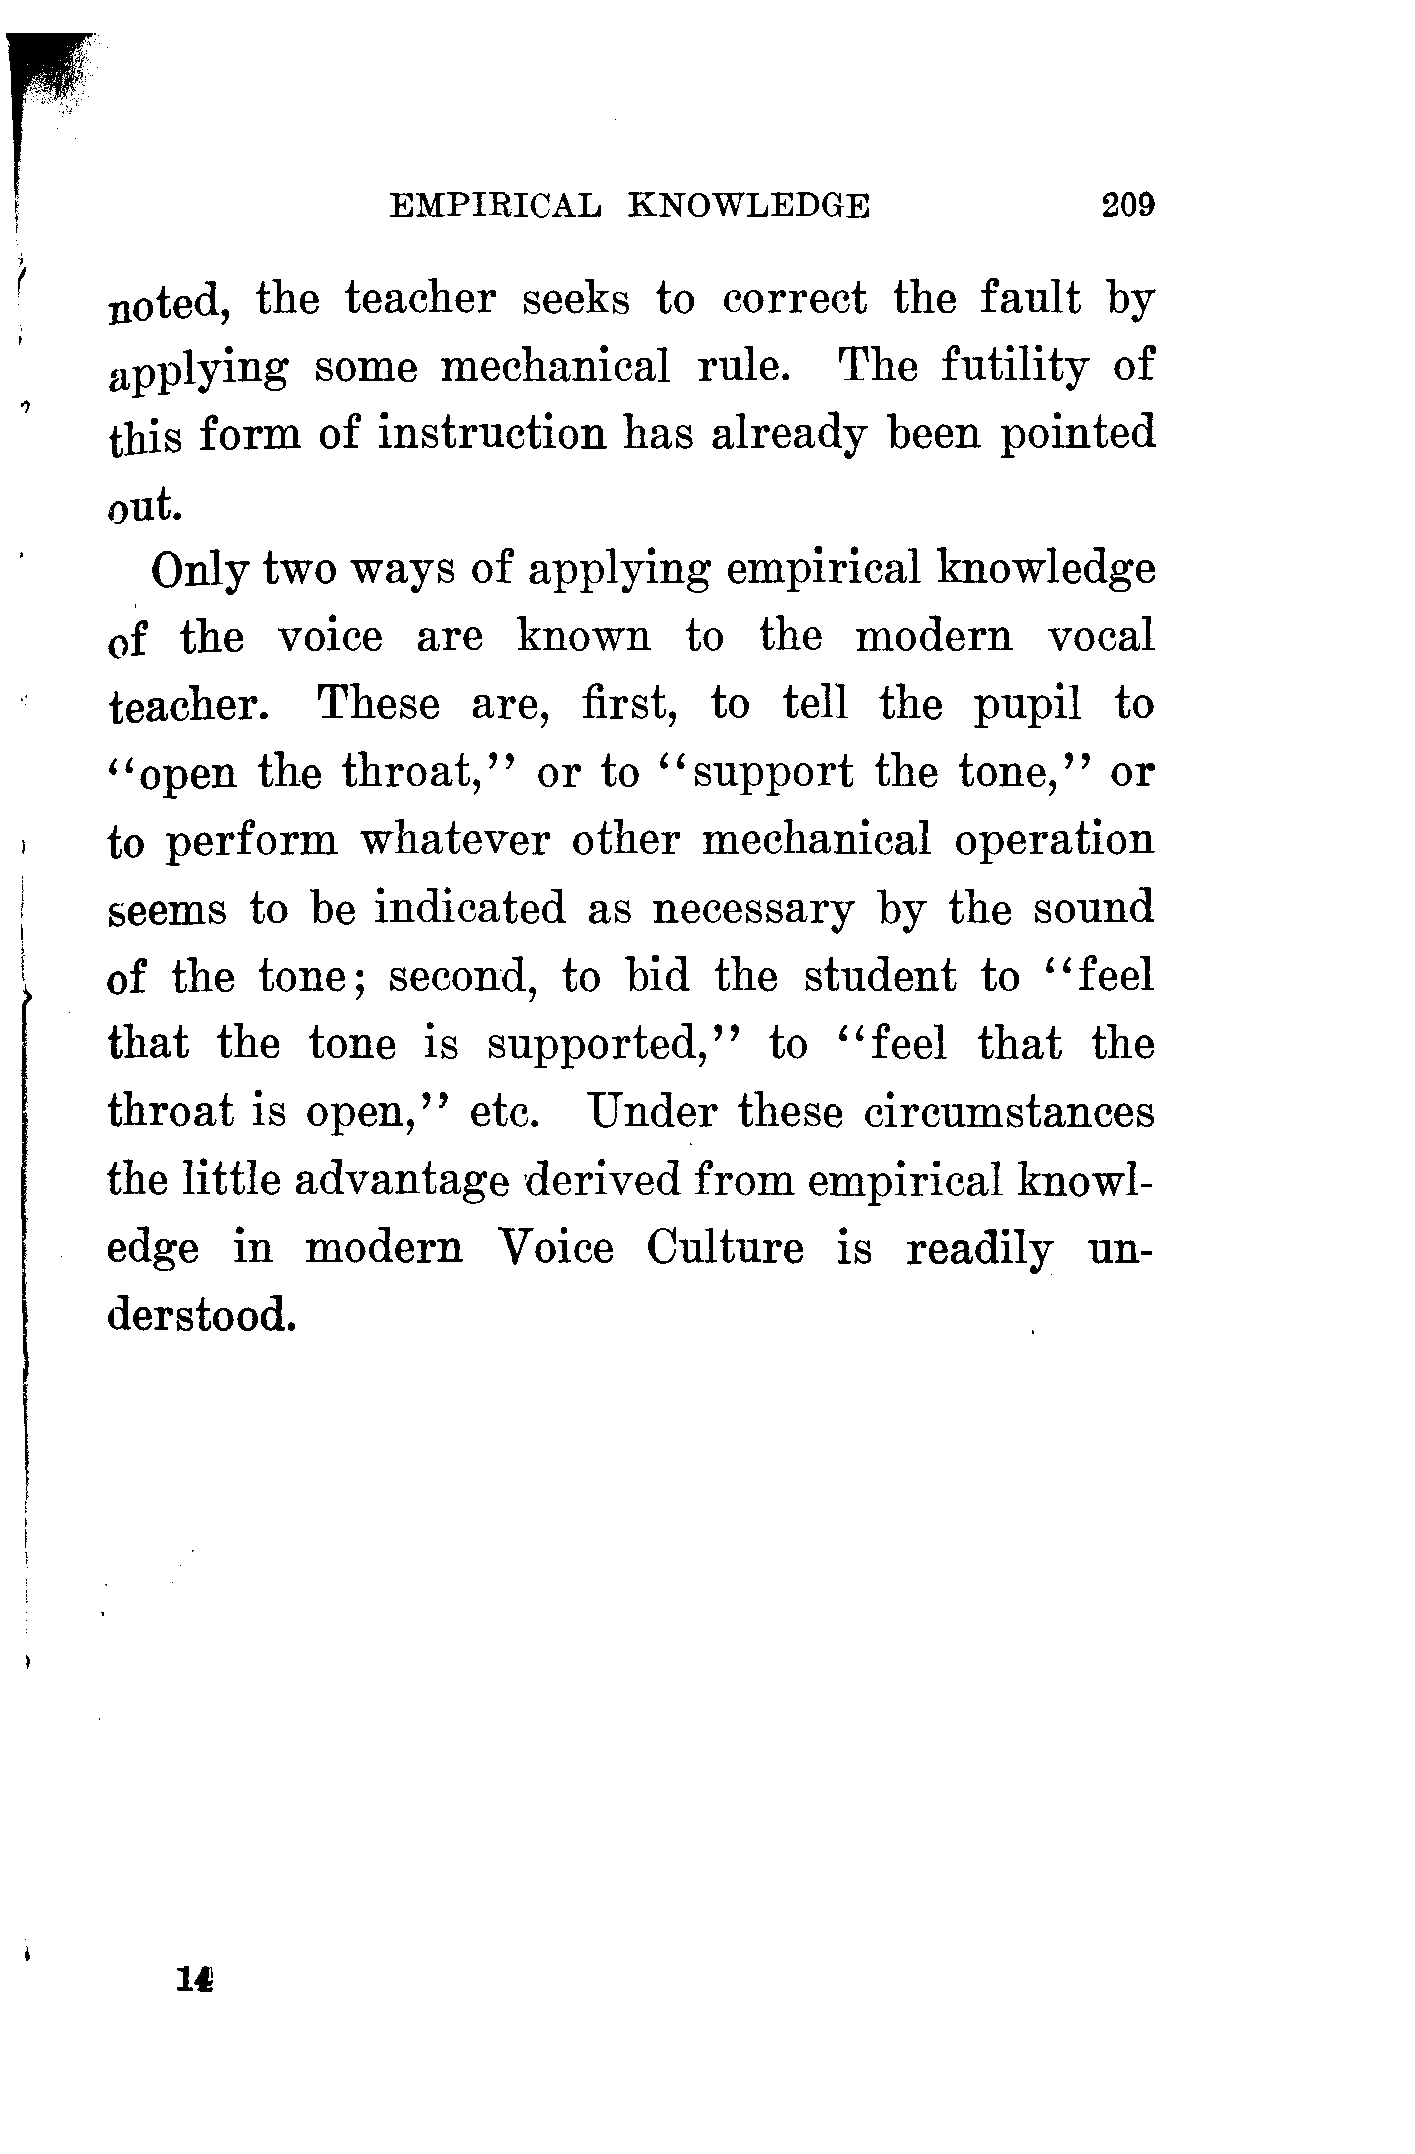 EMPIRICAL KNOWLEDGE 209
noted, the teacher seeks to correct the fault by
applying some mechanical rule. The futility of
this form of instruction has already been pointed
out.
Only two ways of applying empirical knowledge
of the voice are known to the modern vocal
teacher. These are, first, to tell the pupil to
“open the throat,” or to “support the tone,” or
to perform whatever other mechanical operation
seems to be indicated as necessary by the sound
of the tone; second, to bid the student to “feel
that the tone is supported,” to “feel that the
throat is open,” etc. Under these circumstances
the little advantage derived from empirical knowl-
edge in modern Voice Culture is readily un-
derstood.
14